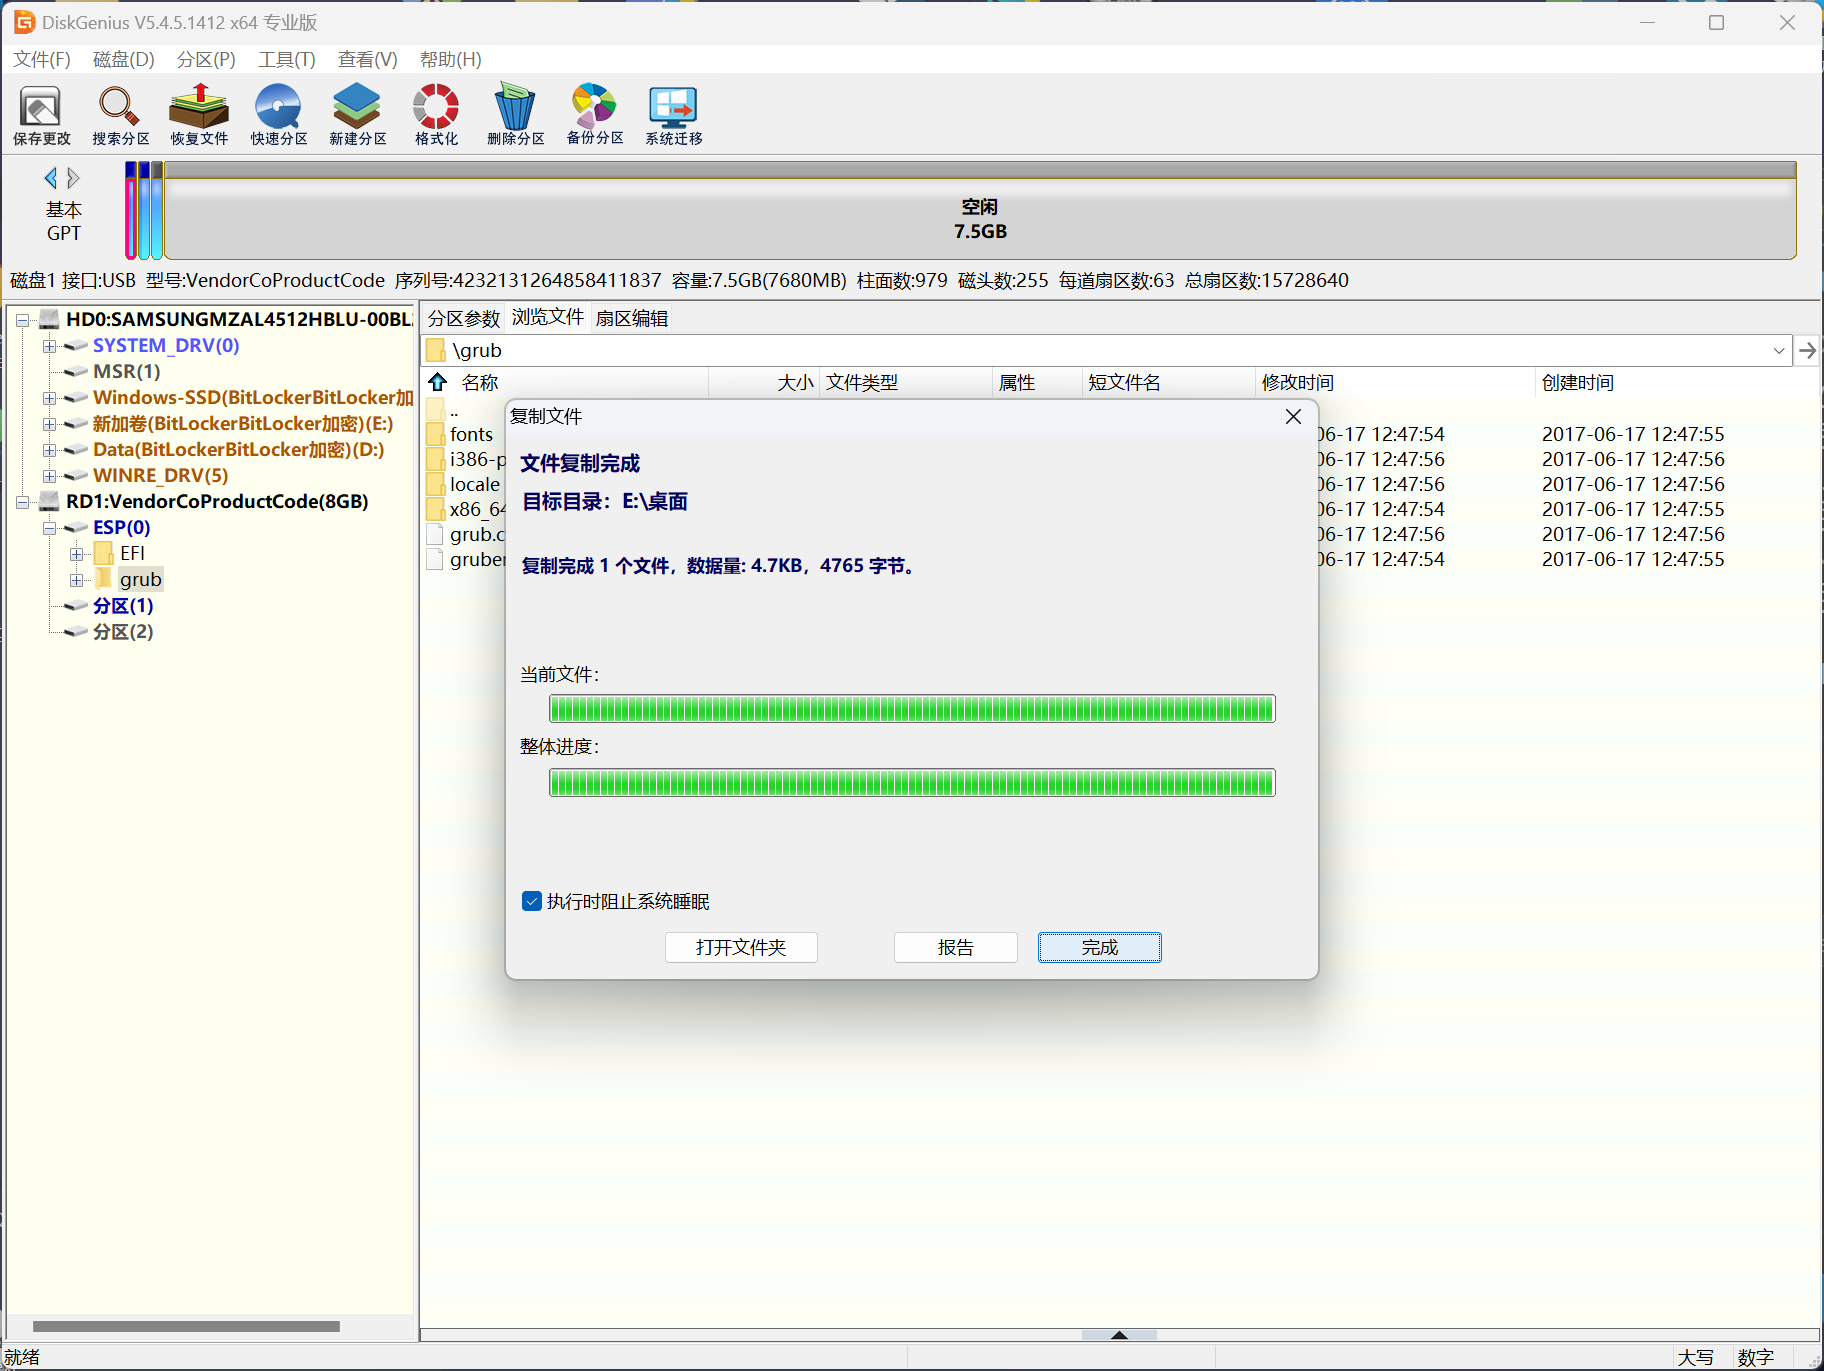 DiskGenius V5.4.5.1412 x64 专业版
文件(F) 磁盘(D) 分区(P) 工具(T) 查看(V) 帮助(H)
保存更改 搜索分区 恢复文件 快速分区 新建分区 格式化 删除分区 备份分区 系统迁移
基本
GPT
空闲
7.5GB
磁盘1 接口:USB 型号:VendorCoProductCode 序列号:4232131264858411837 容量:7.5GB(7680MB) 柱面数:979 磁头数:255 每道扇区数:63 总扇区数:15728640
HD0:SAMSUNGMZAL4512HBLU-00BL
SYSTEM_DRV(0)
MSR(1)
Windows-SSD(BitLockerBitLocker加
新加卷(BitLockerBitLocker加密)(E:)
Data(BitLockerBitLocker加密)(D:)
WINRE_DRV(5)
RD1:VendorCoProductCode(8GB)
ESP(0)
EFI
grub
分区(1)
分区(2)
分区参数 浏览文件 扇区编辑
\grub
名称 大小 文件类型 属性 短文件名 修改时间 创建时间
..
fonts 06-17 12:47:54 2017-06-17 12:47:55
i386-p 06-17 12:47:56 2017-06-17 12:47:56
locale 06-17 12:47:56 2017-06-17 12:47:56
x86_64 06-17 12:47:54 2017-06-17 12:47:55
grub.c 06-17 12:47:56 2017-06-17 12:47:56
gruben 06-17 12:47:54 2017-06-17 12:47:55
复制文件
文件复制完成
目标目录：E:\桌面
复制完成 1 个文件，数据量: 4.7KB，4765 字节。
当前文件：
整体进度：
执行时阻止系统睡眠
打开文件夹 报告 完成
就绪 大写 数字